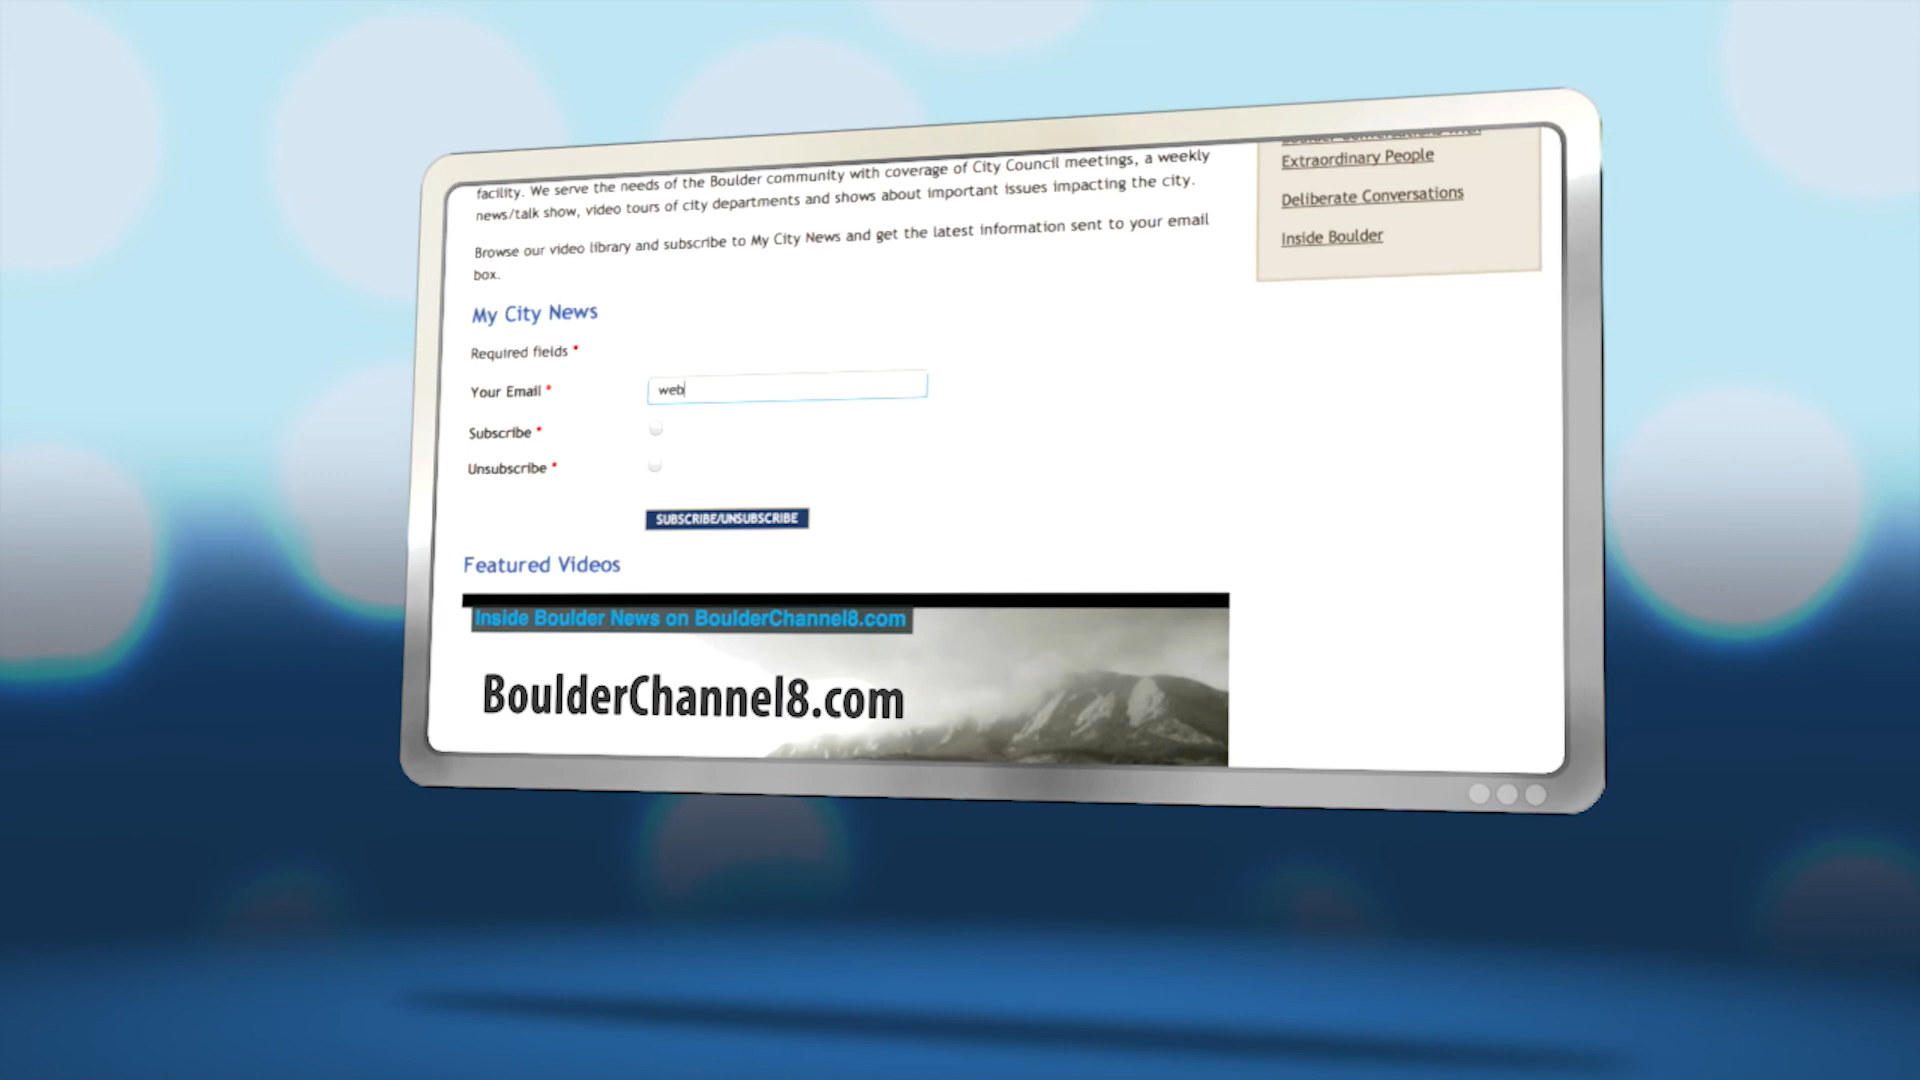 facility. We serve the needs of the Boulder community with coverage of City Council meetings, a weekly
news/talk show, video tours of city departments and shows about important issues impacting the city.
Browse our video library and subscribe to My City News and get the latest information sent to your email
box.
My City News
Required fields *
Your Email * web
Subscribe *
Unsubscribe *
SUBSCRIBE/UNSUBSCRIBE
Featured Videos
Inside Boulder News on BoulderChannel8.com
BoulderChannel8.com
Extraordinary People
Deliberate Conversations
Inside Boulder